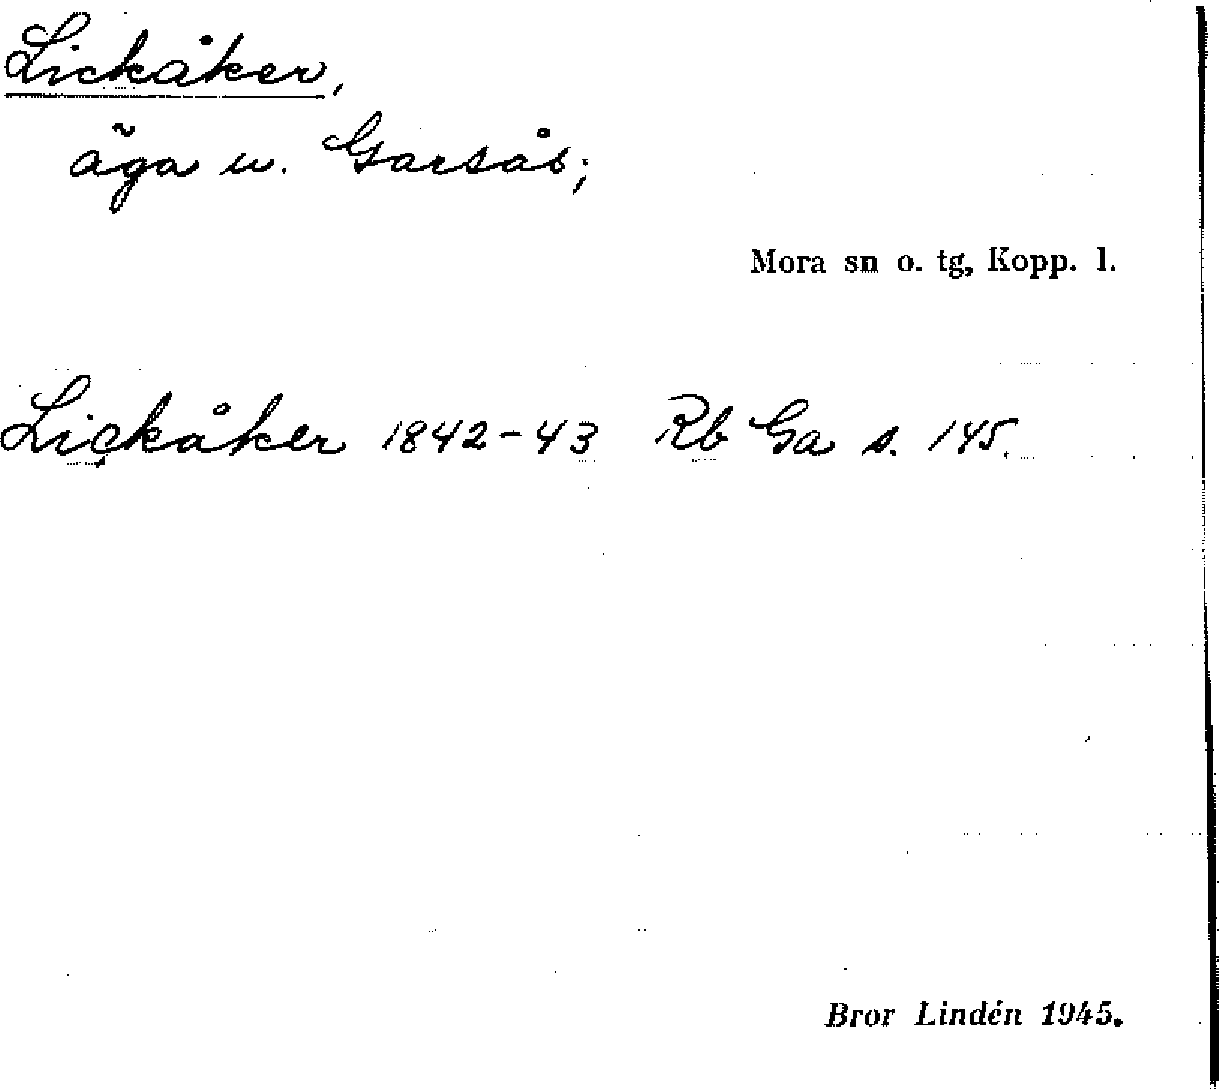 Lickåker,
äga u. Garsås;
Mora sn o. tg, Kopp. l.
Lickåker 1842-43 Rb Ga s. 145.
Bror Lindén 1945.